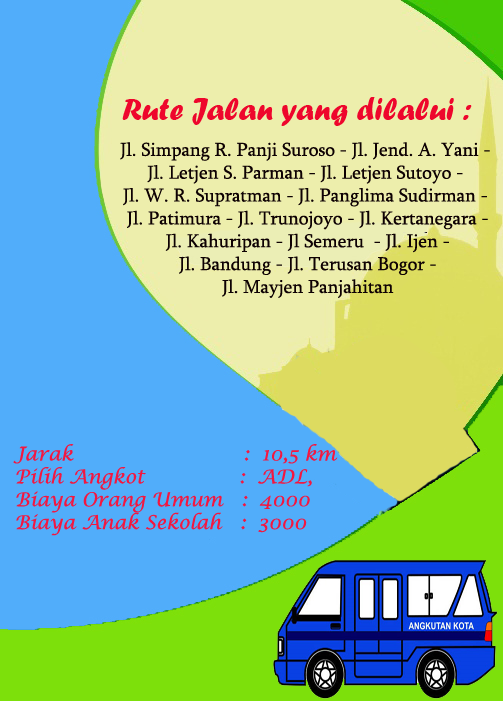 Rute Jalan yang dilalui :
Jl. Simpang R. Panji Suroso - Jl. Jend. A. Yani -
Jl. Letjen S. Parman - Jl. Letjen Sutoyo -
Jl. W. R. Supratman - Jl. Panglima Sudirman -
Jl. Patimura - Jl. Trunojoyo - Jl. Kertanegara -
Jl. Kahuripan - Jl Semeru - Jl. Ijen -
Jl. Bandung - Jl. Terusan Bogor -
Jl. Mayjen Panjahitan
Jarak : 10,5 km
Pilih Angkot : ADL,
Biaya Orang Umum : 4000
Biaya Anak Sekolah : 3000
ANGKUTAN KOTA